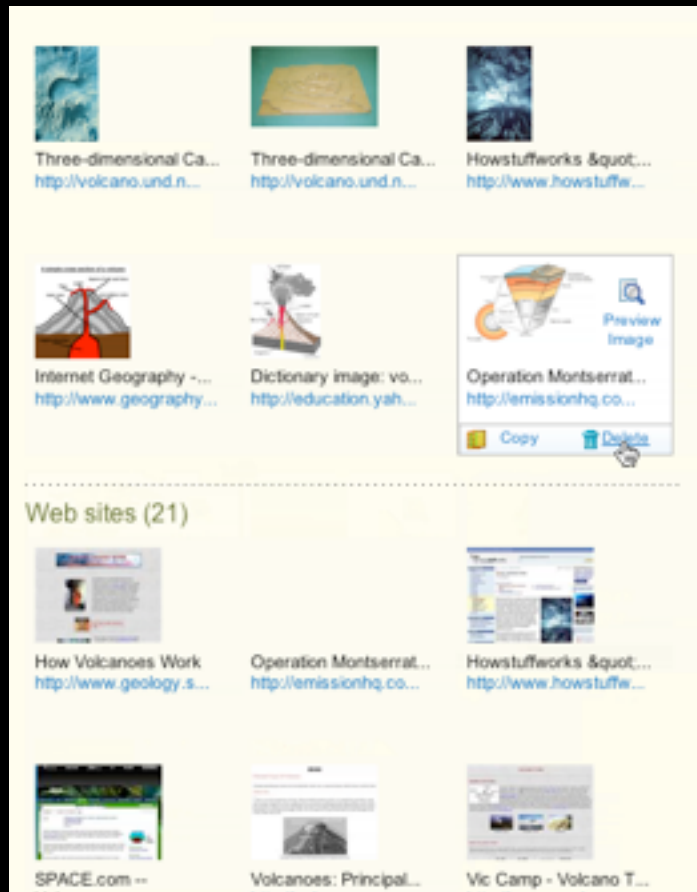 Three-dimensional Ca...
http://volcano.und.n...
Three-dimensional Ca...
http://volcano.und.n...
Howstuffworks &quot;...
http://www.howstuffw...
Internet Geography -...
http://www.geography...
Dictionary image: vo...
http://education.yah...
Preview
Image
Operation Montserrat...
http://emissionhq.co...
Copy
Delete
Web sites (21)
How Volcanoes Work
http://www.geology.s...
Operation Montserrat...
http://emissionhq.co...
Howstuffworks &quot;...
http://www.howstuffw...
SPACE.com --
Volcanoes: Principal...
Vic Camp - Volcano T...